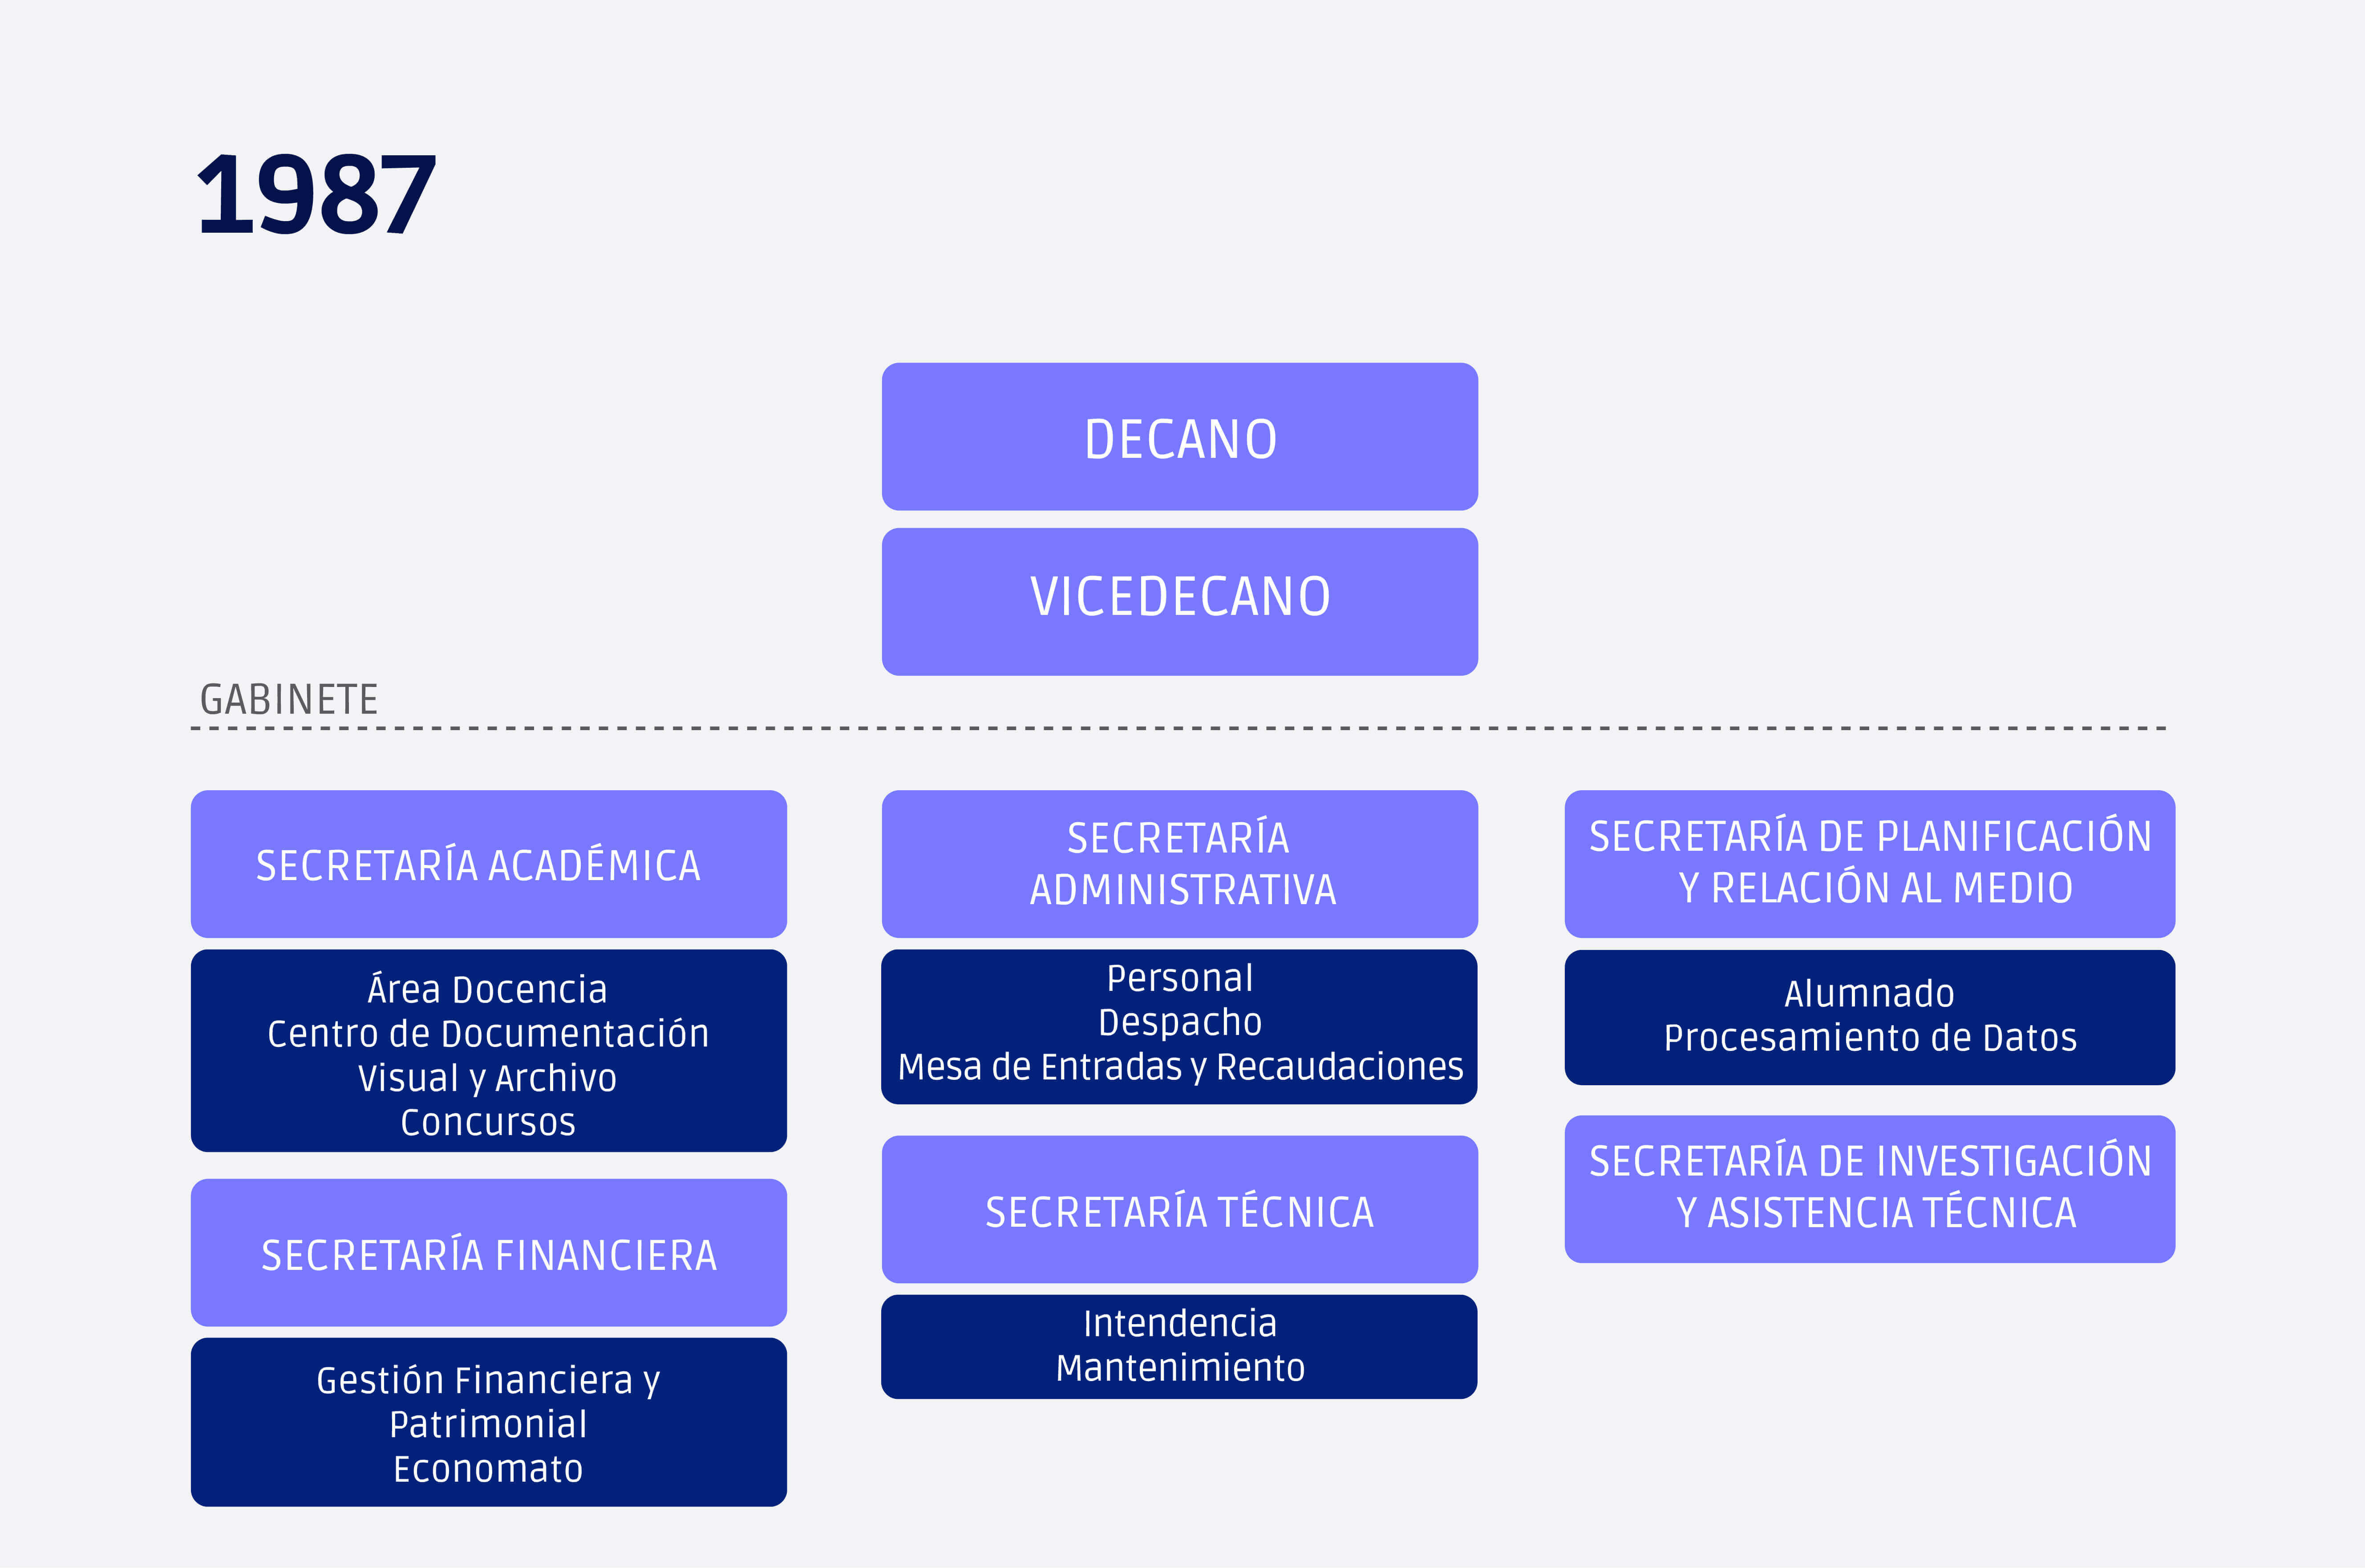 1987
DECANO
VICEDECANO
GABINETE
SECRETARÍA ACADÉMICA
Área Docencia
Centro de Documentación
Visual y Archivo
Concursos
SECRETARÍA FINANCIERA
Gestión Financiera y
Patrimonial
Economato
SECRETARÍA
ADMINISTRATIVA
Personal
Despacho
Mesa de Entradas y Recaudaciones
SECRETARÍA TÉCNICA
Intendencia
Mantenimiento
SECRETARÍA DE PLANIFICACIÓN
Y RELACIÓN AL MEDIO
Alumnado
Procesamiento de Datos
SECRETARÍA DE INVESTIGACIÓN
Y ASISTENCIA TÉCNICA